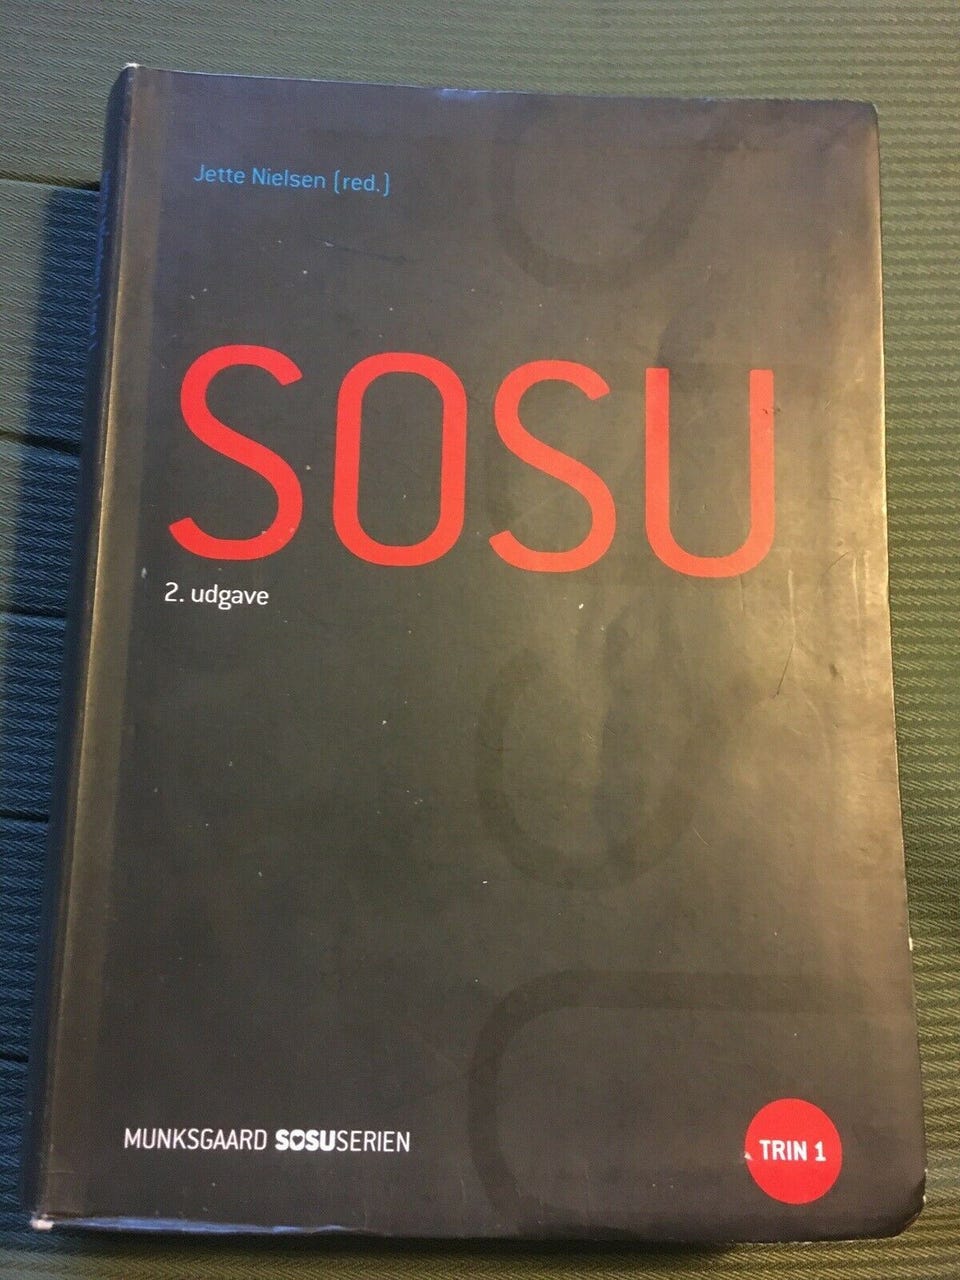 Jette Nielsen (red.)
SOSU
2. udgave
MUNKSGAARD SOSUSERIEN
TRIN 1